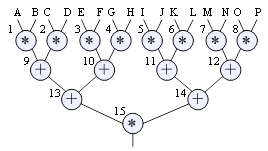 A B C D E F G H I J K L M N O P
1 * 2 * 3 * 4 * 5 * 6 * 7 * 8 *
9 + 10 + 11 + 12 +
13 + 14 +
15 *